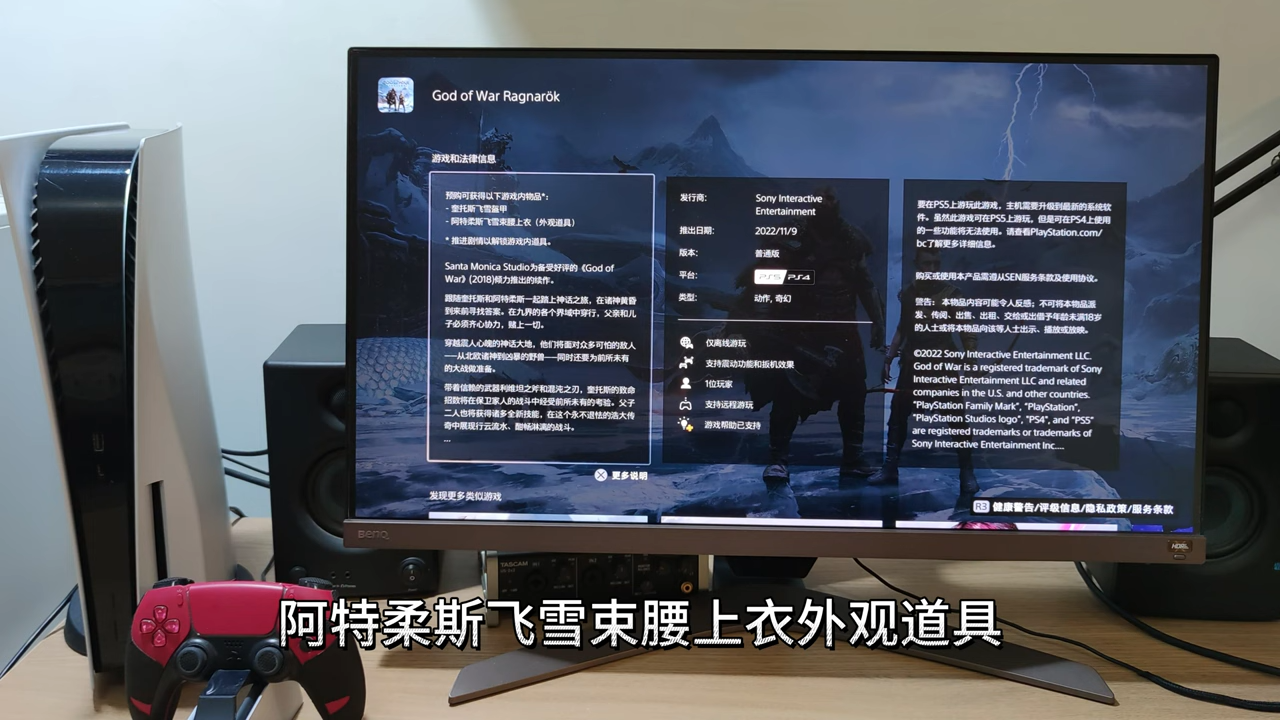 God of War Ragnarök
游戏和法律信息
预购可获得以下游戏内物品*:
- 奎托斯飞雪盔甲
- 阿特柔斯飞雪束腰上衣（外观道具）
* 推进剧情以解锁游戏内道具。
Santa Monica Studio为备受好评的《God of
War》(2018)倾力推出的续作。
跟随奎托斯和阿特柔斯一起踏上神话之旅，在诸神黄昏
到来前寻找答案。在九界的各个界域中穿行，父亲和儿
子必须齐心协力，赌上一切。
穿越震人心魄的神话大地，他们将面对众多可怕的敌人
——从北欧诸神到凶暴的野兽——同时还要为前所未有
的大战做准备。
带着信赖的武器利维坦之斧和混沌之刃，奎托斯的致命
招数将在保卫家人的战斗中经受前所未有的考验。父子
二人也将获得诸多全新技能，在这个永不退怯的浩大传
奇中展现行云流水、酣畅淋漓的战斗。
...
更多说明
发现更多类似游戏
发行商:
Sony Interactive
Entertainment
推出日期:
2022/11/9
版本:
普通版
平台:
PS5 PS4
类型:
动作, 奇幻
仅离线游玩
支持震动功能和扳机效果
1位玩家
支持远程游玩
游戏帮助已支持
要在PS5上游玩此游戏，主机需要升级到最新的系统软
件。虽然此游戏可在PS5上游玩，但是可在PS4上使用
的一些功能将无法使用。请查看PlayStation.com/
bc了解更多详细信息。
购买或使用本产品需遵从SEN服务条款及使用协议。
警告：本物品内容可能令人反感；不可将本物品派
发、传阅、出售、出租、交给或出借予年龄未满18岁
的人士或将本物品向该等人士出示、播放或放映。
©2022 Sony Interactive Entertainment LLC.
God of War is a registered trademark of Sony
Interactive Entertainment LLC and related
companies in the U.S. and other countries.
"PlayStation Family Mark", "PlayStation",
"PlayStation Studios logo", "PS4", and "PS5"
are registered trademarks or trademarks of
Sony Interactive Entertainment Inc....
R3 健康警告/评级信息/隐私政策/服务条款
BenQ
TASCAM
阿特柔斯飞雪束腰上衣外观道具